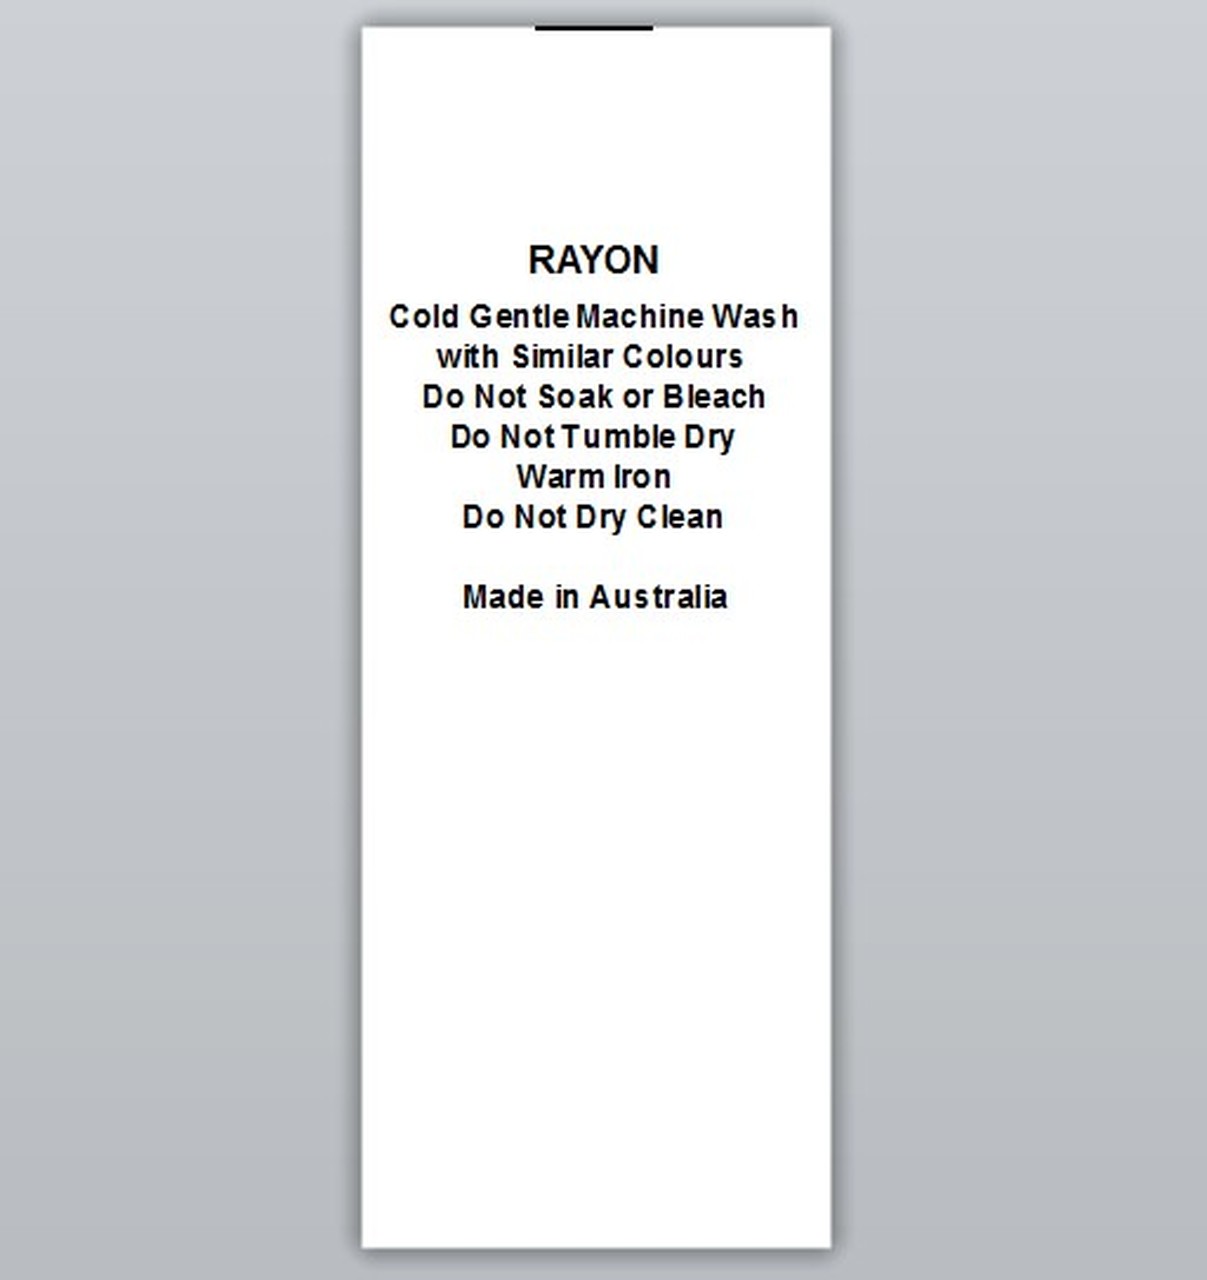 RAYON
Cold Gentle Machine Wash
with Similar Colours
Do Not Soak or Bleach
Do Not Tumble Dry
Warm Iron
Do Not Dry Clean
Made in Australia